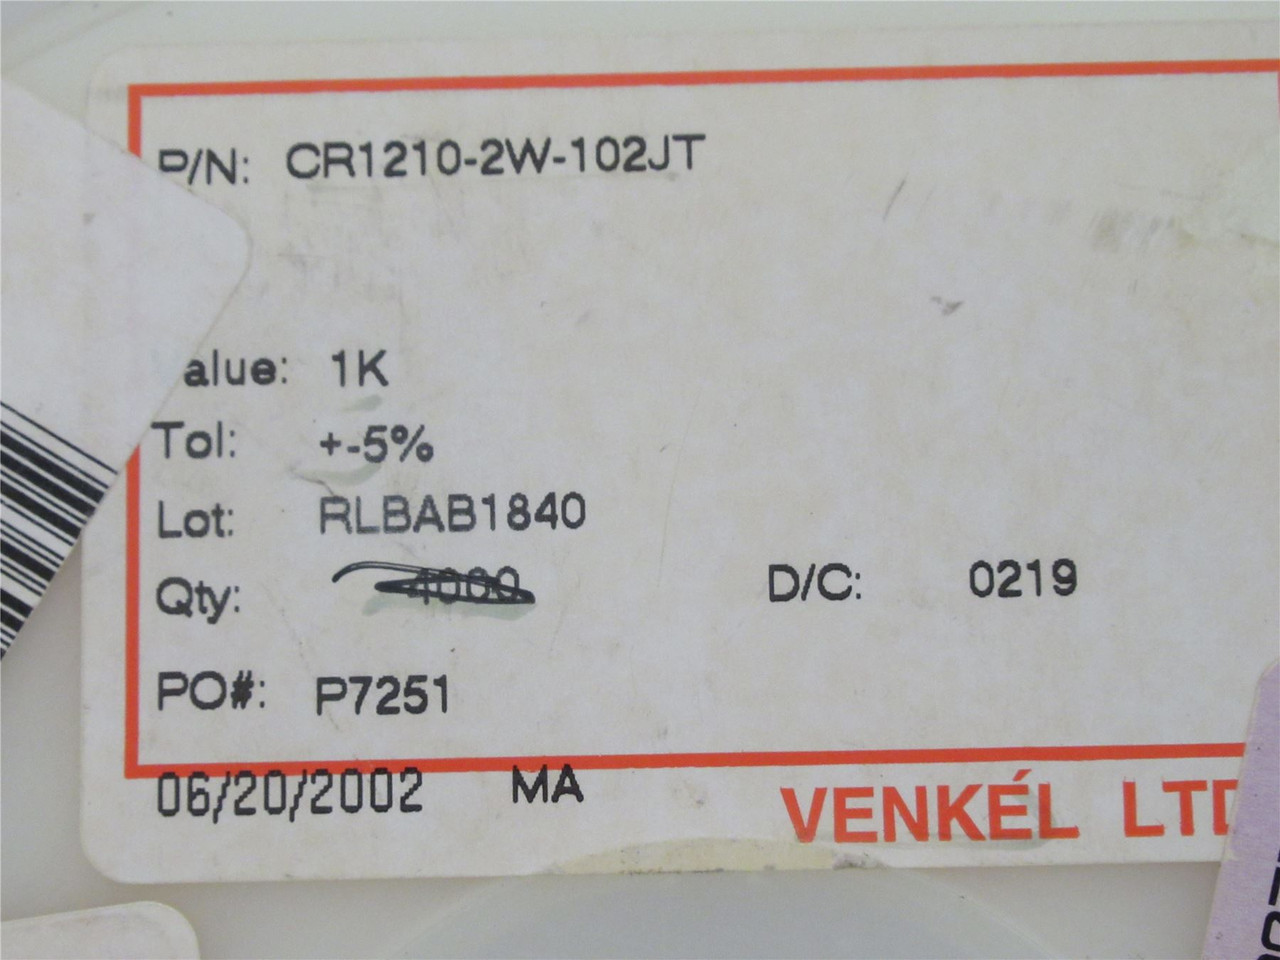 P/N: CR1210-2W-102JT
alue: 1K
Tol: +-5%
Lot: RLBAB1840
Qty: 4000 D/C: 0219
PO#: P7251
06/20/2002 MA
VENKÉL LTD